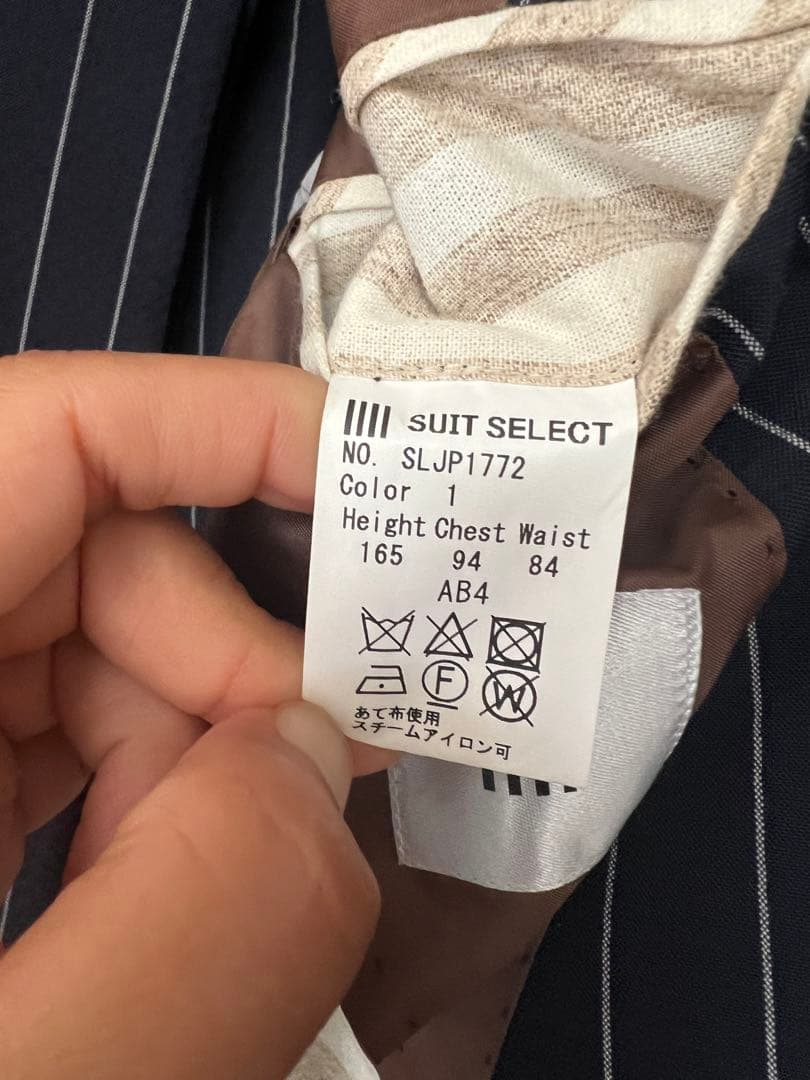 SUIT SELECT
NO. SLJP1772
Color 1
Height Chest Waist
165 94 84
AB4
F W
あて布使用
スチームアイロン可